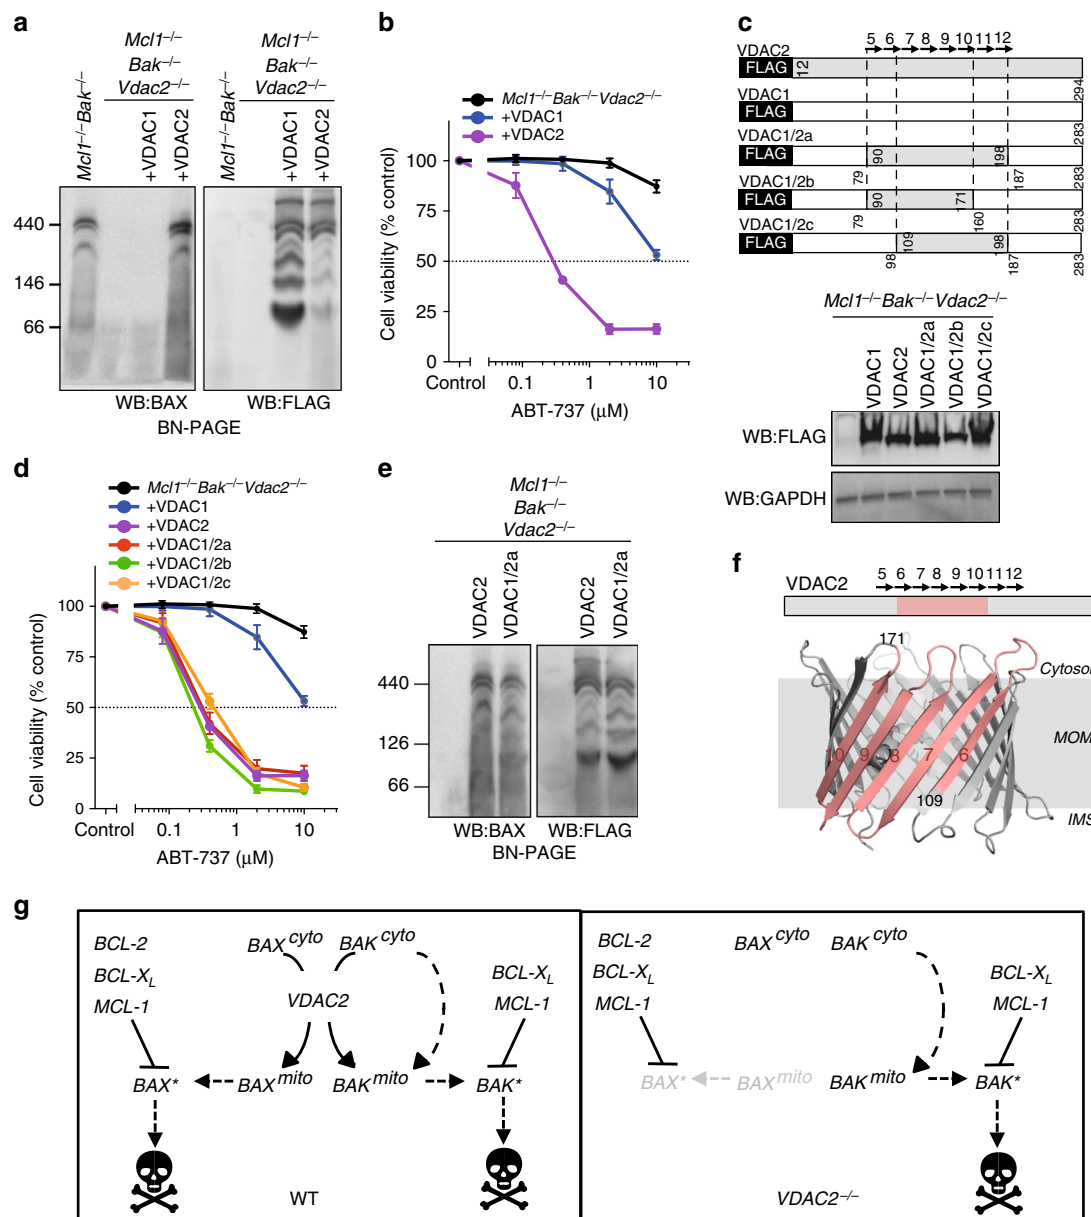 a
Mcl1–/–Bak–/–
Mcl1–/–
Bak–/–
Vdac2–/–
+VDAC1
+VDAC2
Mcl1–/–Bak–/–
Mcl1–/–
Bak–/–
Vdac2–/–
+VDAC1
+VDAC2
440
146
66
WB:BAX
WB:FLAG
BN-PAGE
b
Mcl1–/–Bak–/–Vdac2–/–
+VDAC1
+VDAC2
Cell viability (% control)
100
75
50
25
0
Control
0.1
1
10
ABT-737 (μM)
c
5 6 7 8 9 10 11 12
VDAC2
FLAG
12
294
VDAC1
FLAG
283
VDAC1/2a
FLAG
90
198
283
79
187
VDAC1/2b
FLAG
90
171
283
79
160
VDAC1/2c
FLAG
109
198
283
98
187
Mcl1–/–Bak–/–Vdac2–/–
VDAC1
VDAC2
VDAC1/2a
VDAC1/2b
VDAC1/2c
WB:FLAG
WB:GAPDH
d
Mcl1–/–Bak–/–Vdac2–/–
+VDAC1
+VDAC2
+VDAC1/2a
+VDAC1/2b
+VDAC1/2c
Cell viability (% control)
100
75
50
25
0
Control
0.1
1
10
ABT-737 (μM)
e
Mcl1–/–
Bak–/–
Vdac2–/–
VDAC2
VDAC1/2a
VDAC2
VDAC1/2a
440
126
66
WB:BAX
WB:FLAG
BN-PAGE
f
5 6 7 8 9 10 11 12
VDAC2
171
Cytosol
MOM
IMS
10 9 8 7 6
109
g
BCL-2
BCL-XL
MCL-1
BAXcyto
BAKcyto
VDAC2
BCL-XL
MCL-1
BAX*
BAXmito
BAKmito
BAK*
WT
BCL-2
BCL-XL
MCL-1
BAXcyto
BAKcyto
BCL-XL
MCL-1
BAX*
BAXmito
BAKmito
BAK*
VDAC2–/–